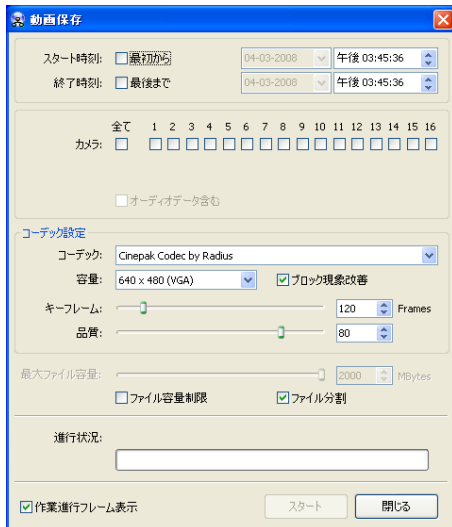 動画保存
スタート時刻: 最初から 04-03-2008 午後 03:45:36
終了時刻: 最後まで 04-03-2008 午後 03:45:36
全て 1 2 3 4 5 6 7 8 9 10 11 12 13 14 15 16
カメラ:
オーディオデータ含む
コーデック設定
コーデック: Cinepak Codec by Radius
容量: 640 x 480 (VGA) ブロック現象改善
キーフレーム: 120 Frames
品質: 80
最大ファイル容量: 2000 MBytes
ファイル容量制限 ファイル分割
進行状況:
作業進行フレーム表示 スタート 閉じる